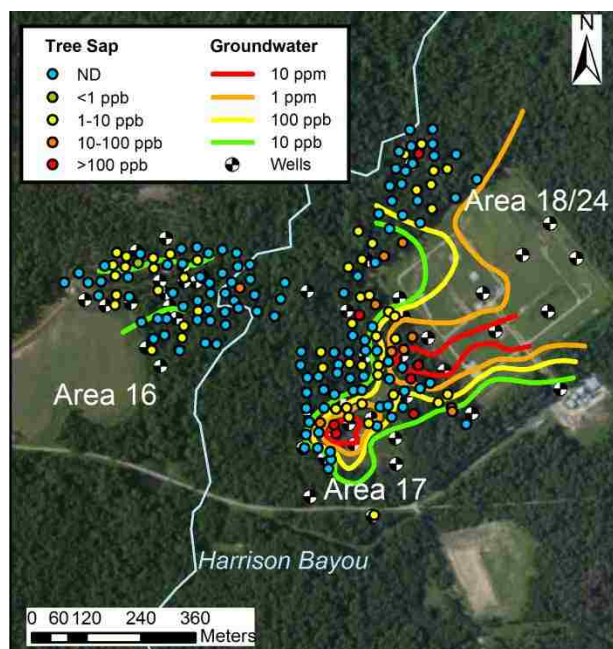 N
Tree Sap
ND
<1 ppb
1-10 ppb
10-100 ppb
>100 ppb
Groundwater
10 ppm
1 ppm
100 ppb
10 ppb
Wells
Area 18/24
Area 16
Area 17
Harrison Bayou
0 60 120 240 360
Meters